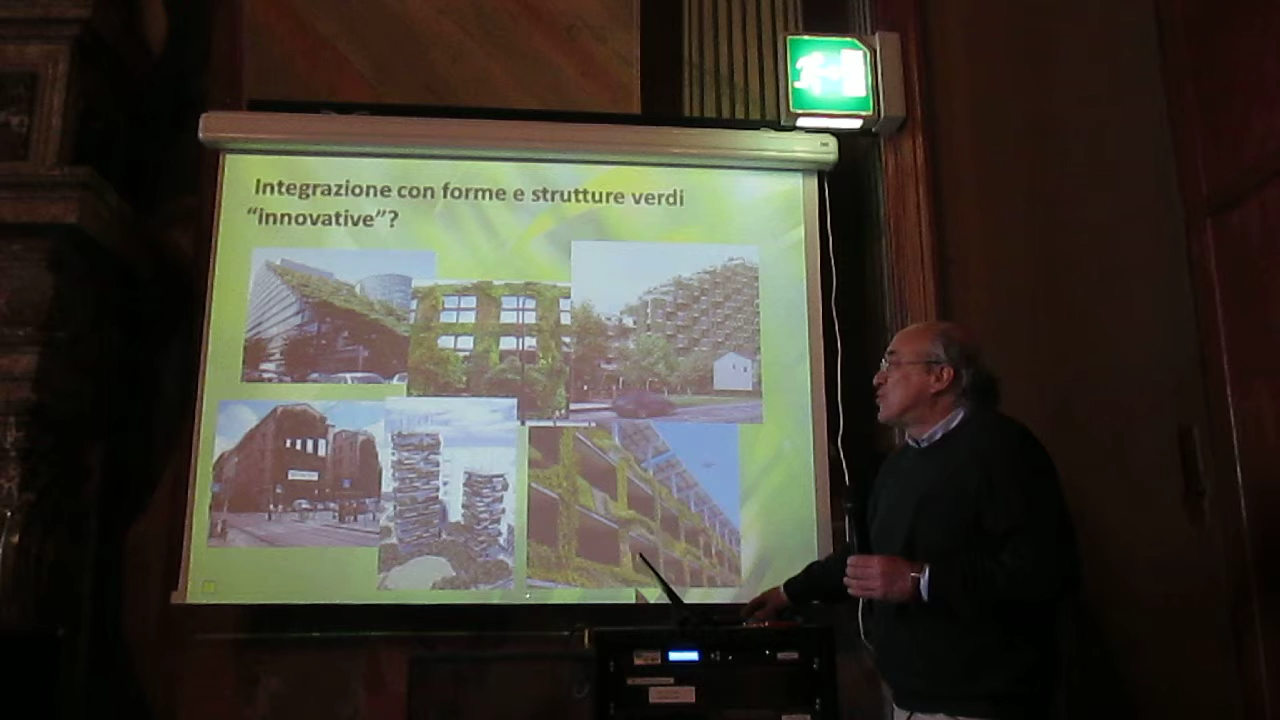 Integrazione con forme e strutture verdi
“innovative”?